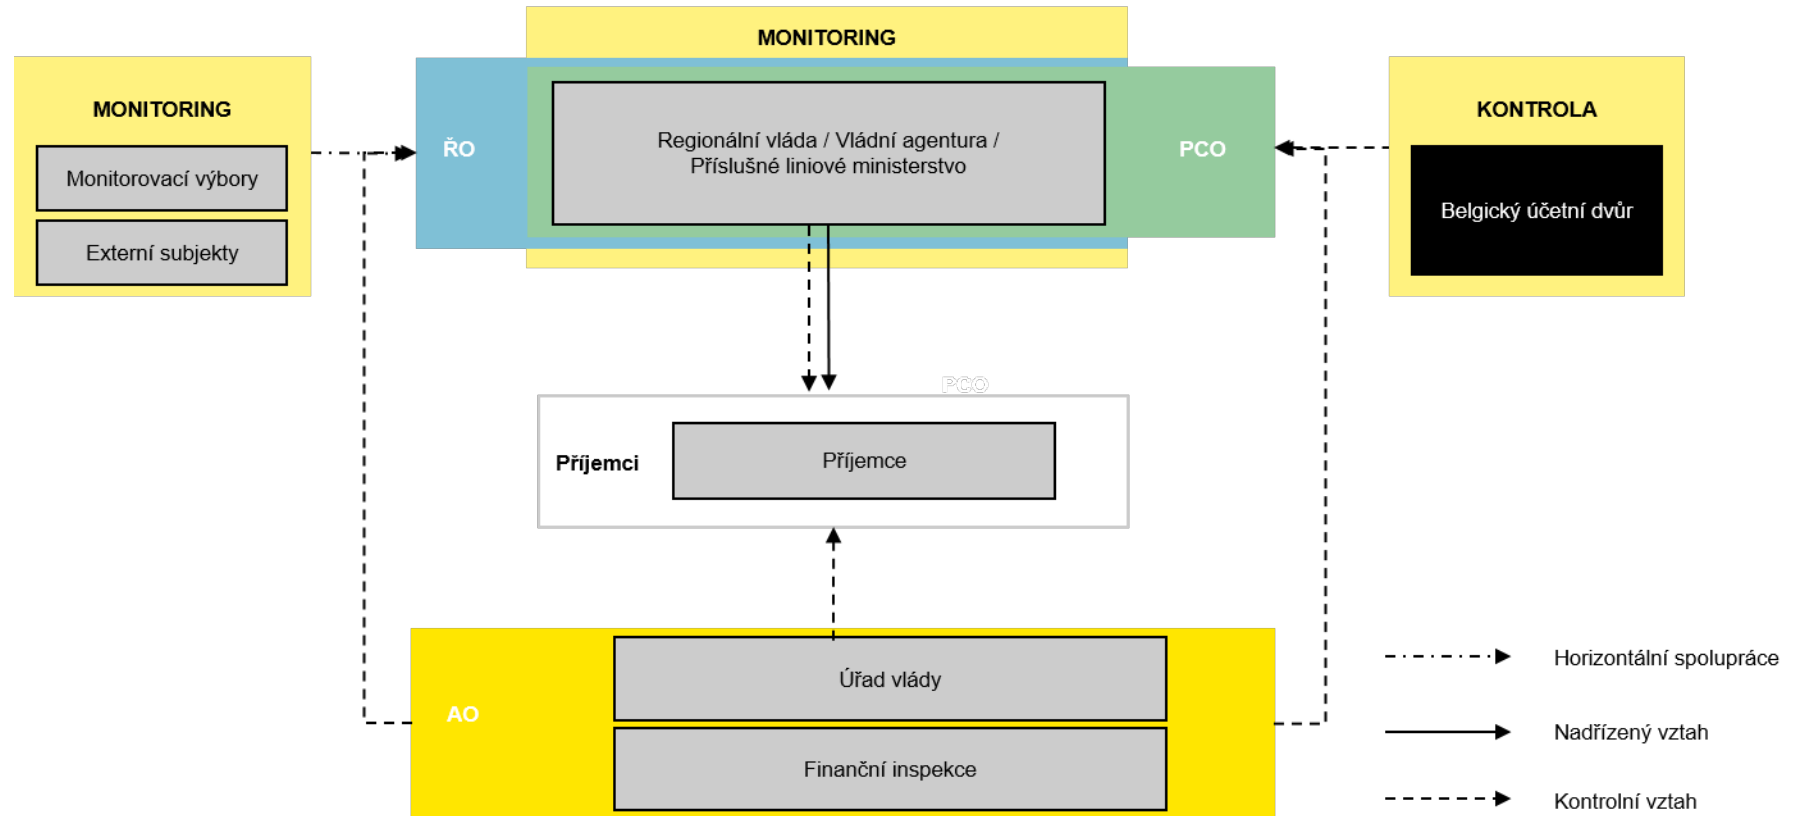 MONITORING
MONITORING
Monitorovací výbory
Externí subjekty
ŘO
Regionální vláda / Vládní agentura /
Příslušné liniové ministerstvo
PCO
KONTROLA
Belgický účetní dvůr
PCO
Příjemci
Příjemce
AO
Úřad vlády
Finanční inspekce
Horizontální spolupráce
Nadřízený vztah
Kontrolní vztah